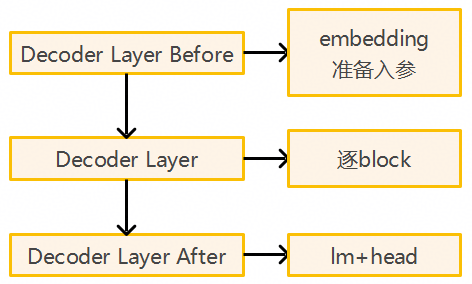 Decoder Layer Before
embedding
准备入参
Decoder Layer
逐block
Decoder Layer After
lm+head